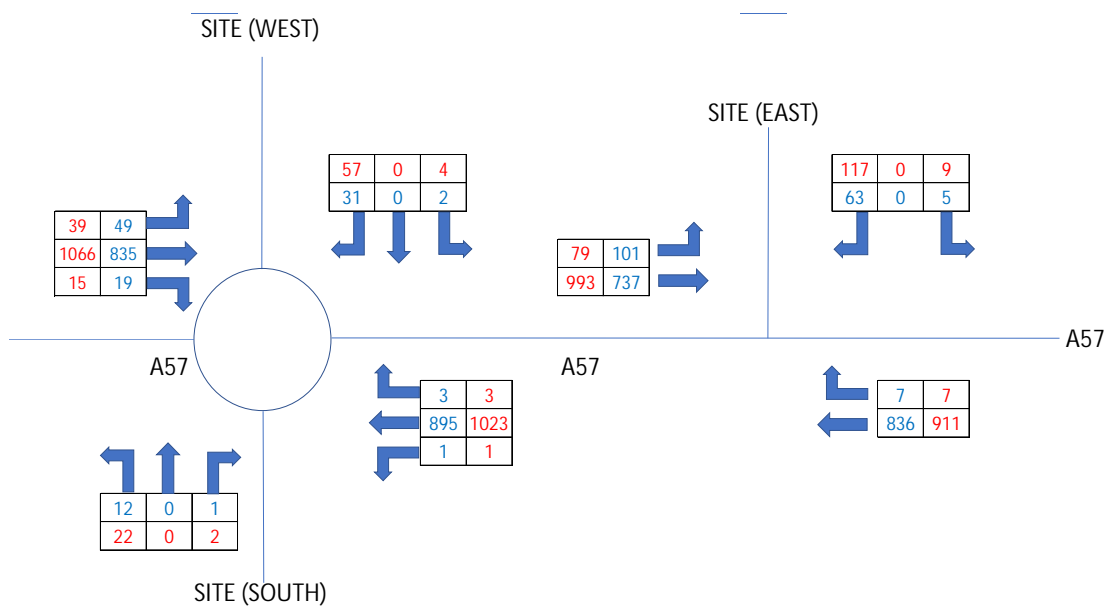 SITE (WEST)
SITE (EAST)
57 0 4
31 0 2
117 0 9
63 0 5
39 49
1066 835
15 19
79 101
993 737
A57
A57
A57
3 3
895 1023
1 1
7 7
836 911
12 0 1
22 0 2
SITE (SOUTH)